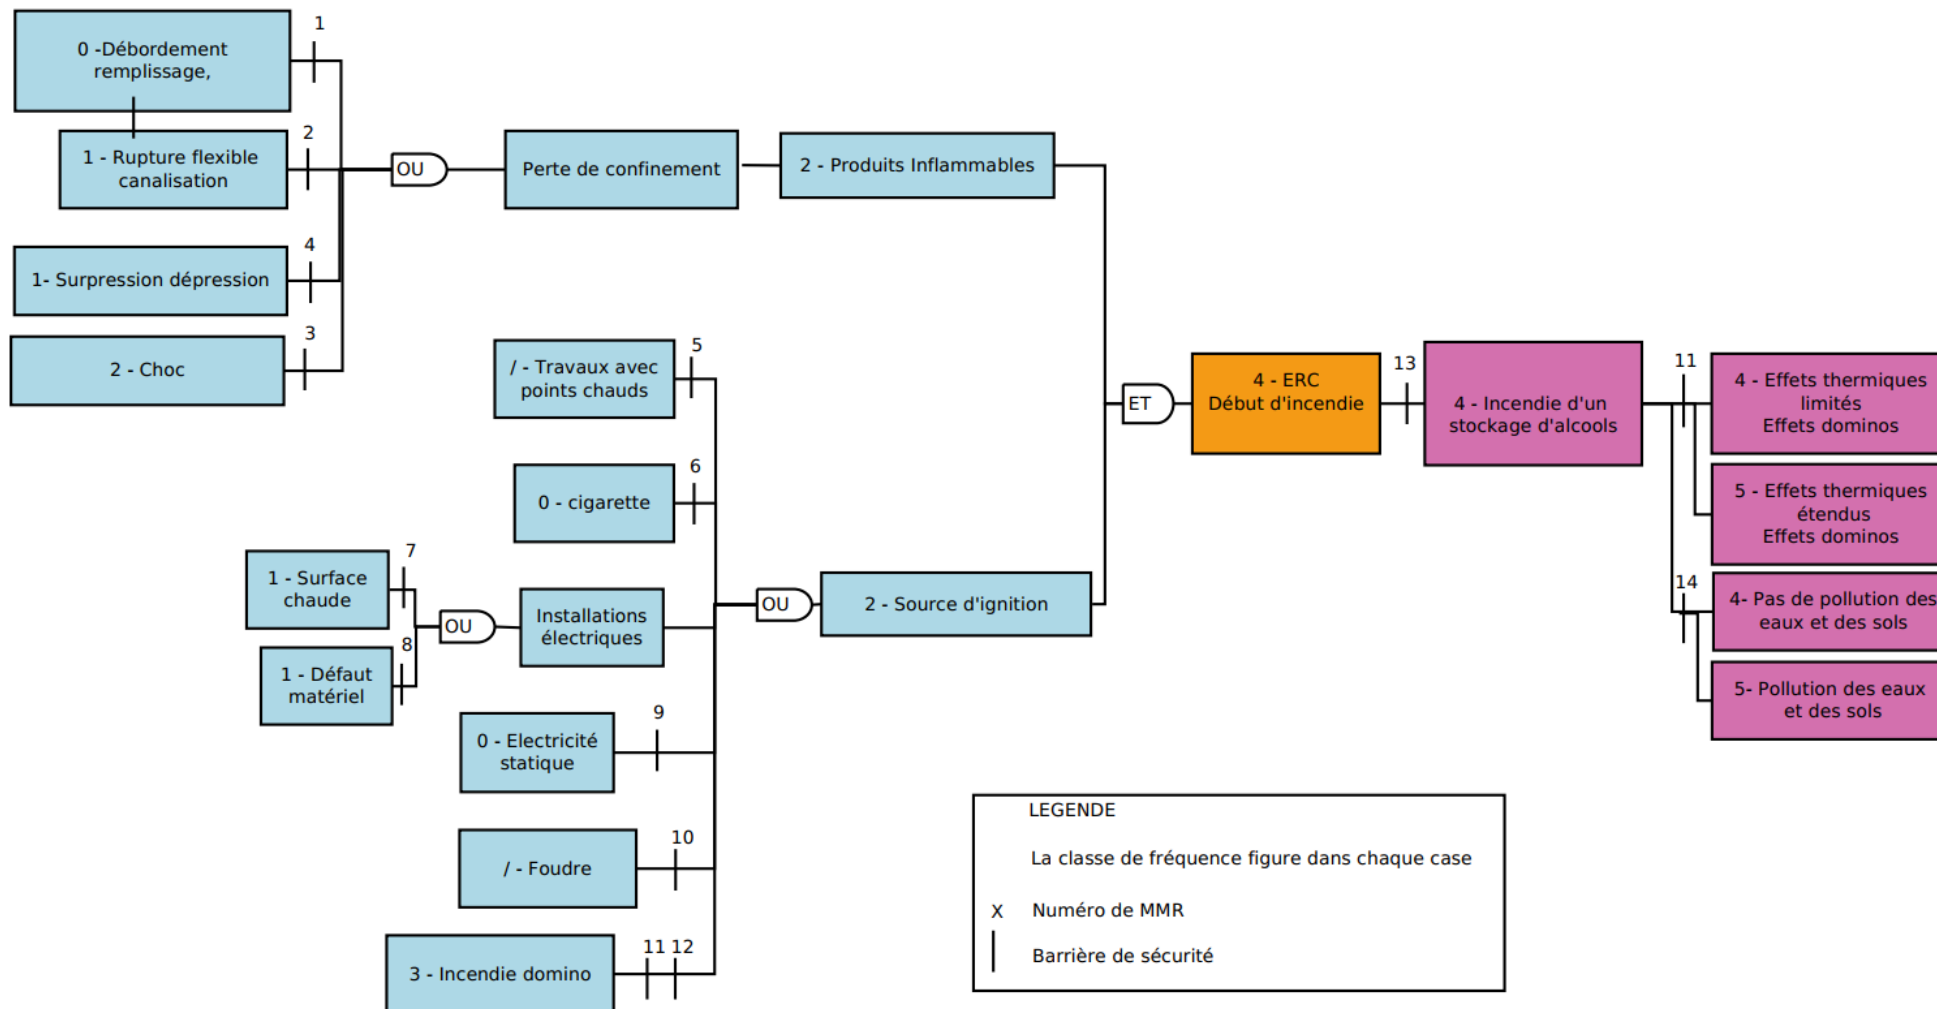 1
0 -Débordement
remplissage,
2
1 - Rupture flexible
canalisation
4
1- Surpression dépression
3
2 - Choc
OU
Perte de confinement
2 - Produits Inflammables
5
/ - Travaux avec
points chauds
6
0 - cigarette
7
1 - Surface
chaude
8
1 - Défaut
matériel
OU
Installations
électriques
9
0 - Electricité
statique
10
/ - Foudre
11 12
3 - Incendie domino
OU
2 - Source d'ignition
ET
4 - ERC
Début d'incendie
13
4 - Incendie d'un
stockage d'alcools
11
4 - Effets thermiques
limités
Effets dominos
5 - Effets thermiques
étendus
Effets dominos
14
4- Pas de pollution des
eaux et des sols
5- Pollution des eaux
et des sols
LEGENDE
La classe de fréquence figure dans chaque case
X Numéro de MMR
Barrière de sécurité